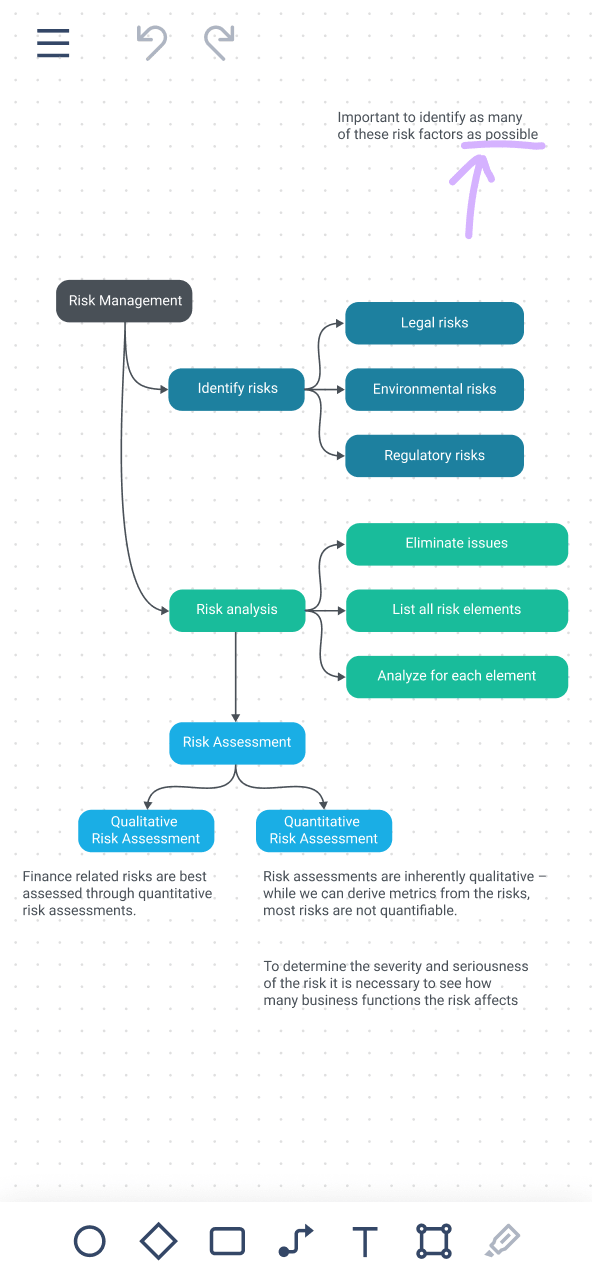 Important to identify as many
of these risk factors as possible
Risk Management
Identify risks
Legal risks
Environmental risks
Regulatory risks
Risk analysis
Eliminate issues
List all risk elements
Analyze for each element
Risk Assessment
Qualitative
Risk Assessment
Quantitative
Risk Assessment
Finance related risks are best
assessed through quantitative
risk assessments.
Risk assessments are inherently qualitative –
while we can derive metrics from the risks,
most risks are not quantifiable.
To determine the severity and seriousness
of the risk it is necessary to see how
many business functions the risk affects
T